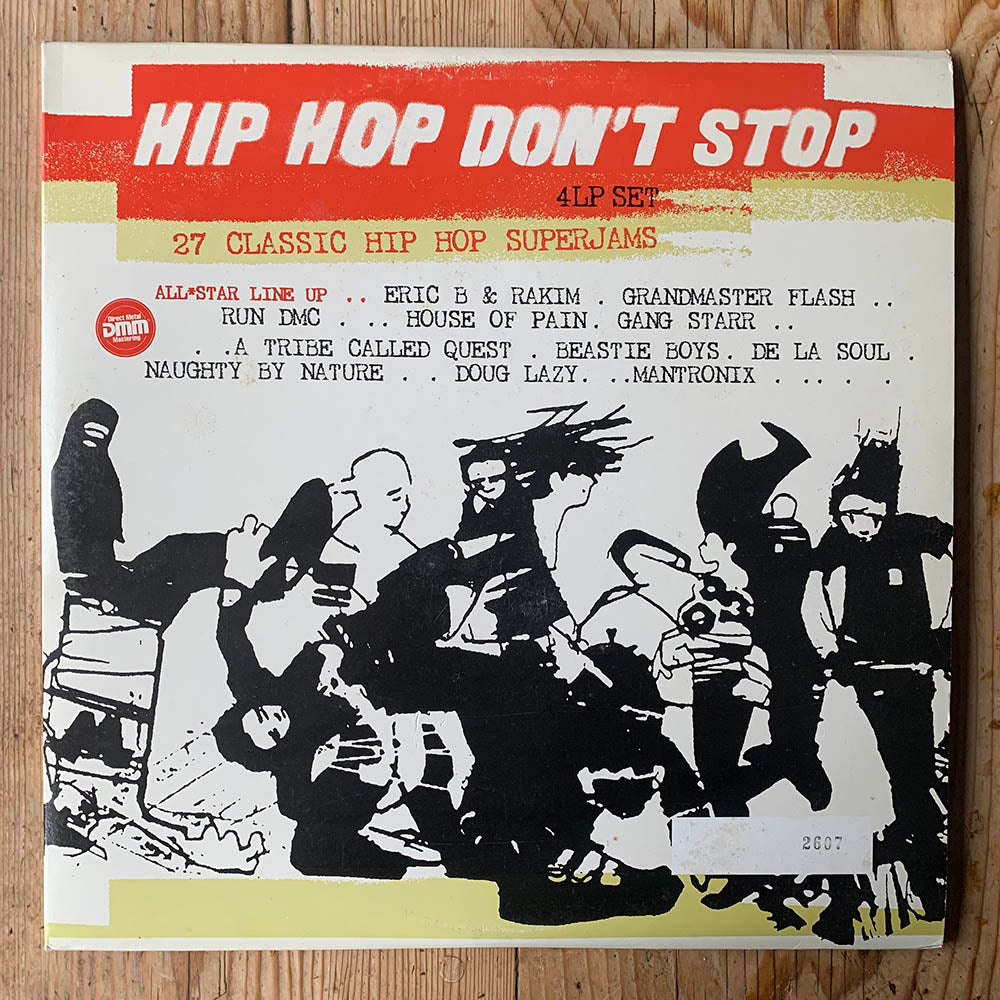 HIP HOP DON'T STOP
4LP SET
27 CLASSIC HIP HOP SUPERJAMS
ALL*STAR LINE UP . . ERIC B & RAKIM . GRANDMASTER FLASH . .
RUN DMC . . . HOUSE OF PAIN. GANG STARR . .
Direct Metal
DMM
Mastering
. . .A TRIBE CALLED QUEST . BEASTIE BOYS. DE LA SOUL .
NAUGHTY BY NATURE . . DOUG LAZY. . .MANTRONIX . . . . .
2607